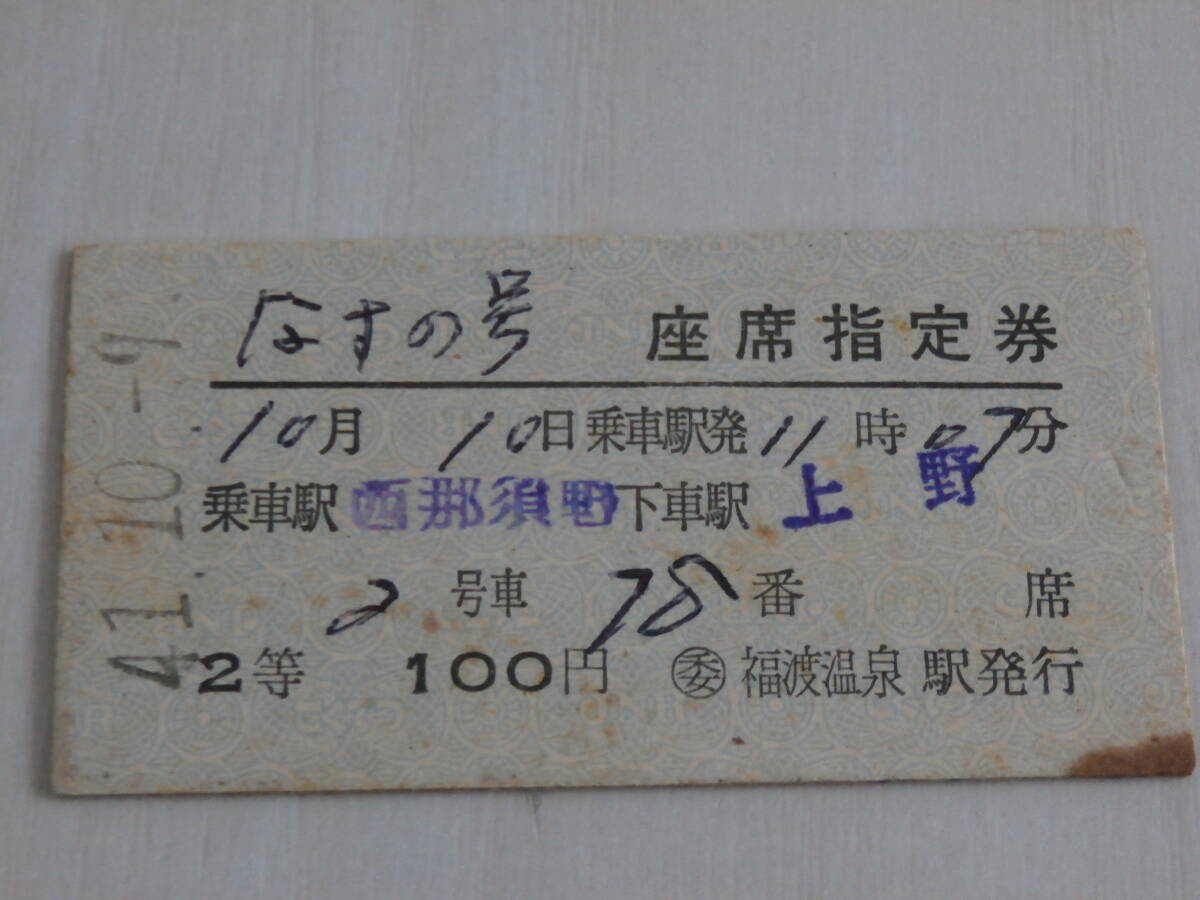 なすの号 座席指定券
10月 10日 乗車駅発 11時 07分
乗車駅 西那須野 下車駅 上野
2 号車 78 番 席
2等 100円 ㊙委 福渡温泉 駅発行
41.10.-9